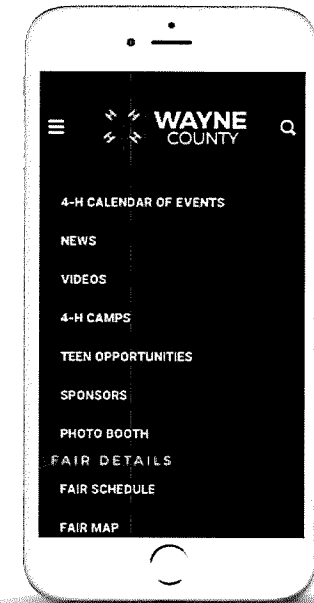 WAYNE
COUNTY
4-H CALENDAR OF EVENTS
NEWS
VIDEOS
4-H CAMPS
TEEN OPPORTUNITIES
SPONSORS
PHOTO BOOTH
FAIR DETAILS
FAIR SCHEDULE
FAIR MAP